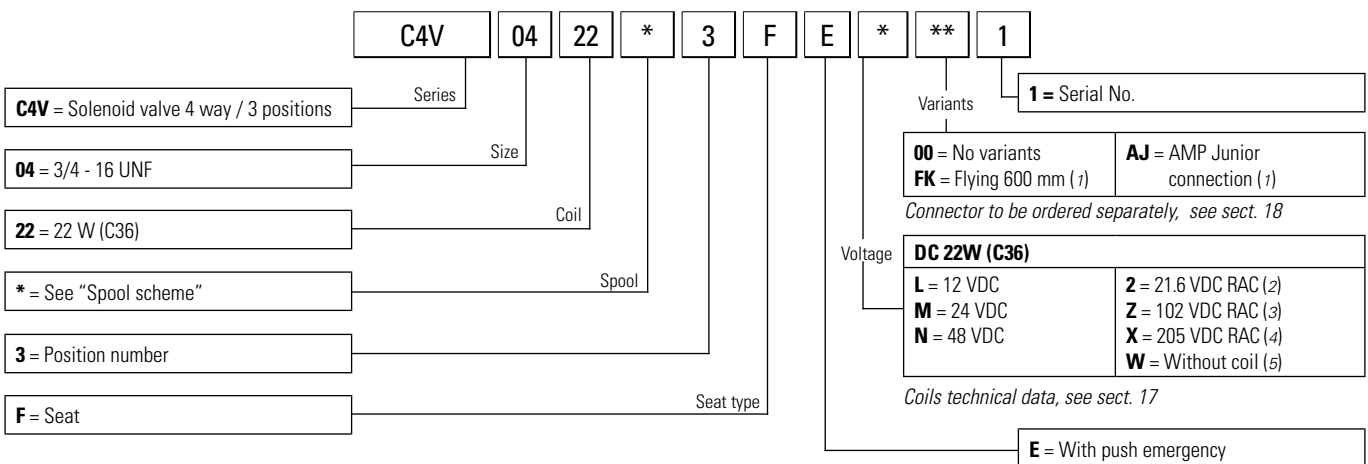 C4V 04 22 * 3 F E * ** 1
Series
C4V = Solenoid valve 4 way / 3 positions
Size
04 = 3/4 - 16 UNF
Coil
22 = 22 W (C36)
Spool
* = See “Spool scheme”
3 = Position number
Seat type
F = Seat
1 = Serial No.
Variants
00 = No variants
FK = Flying 600 mm (1)
AJ = AMP Junior
connection (1)
Connector to be ordered separately, see sect. 18
Voltage
DC 22W (C36)
L = 12 VDC
M = 24 VDC
N = 48 VDC
2 = 21.6 VDC RAC (2)
Z = 102 VDC RAC (3)
X = 205 VDC RAC (4)
W = Without coil (5)
Coils technical data, see sect. 17
E = With push emergency